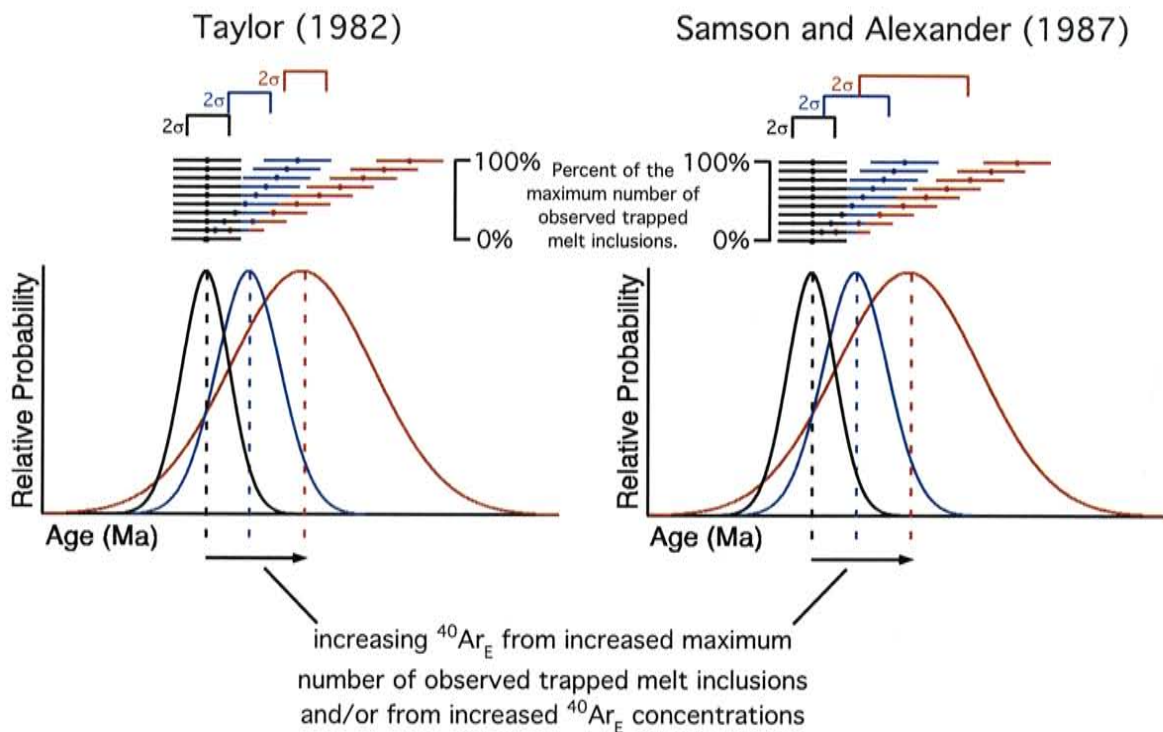 Taylor (1982)
Samson and Alexander (1987)
2σ
2σ
2σ
2σ
2σ
2σ
100%
0%
Percent of the
maximum number of
observed trapped
melt inclusions.
100%
0%
Relative Probability
Age (Ma)
Relative Probability
Age (Ma)
increasing ⁴⁰Ar_E from increased maximum
number of observed trapped melt inclusions
and/or from increased ⁴⁰Ar_E concentrations